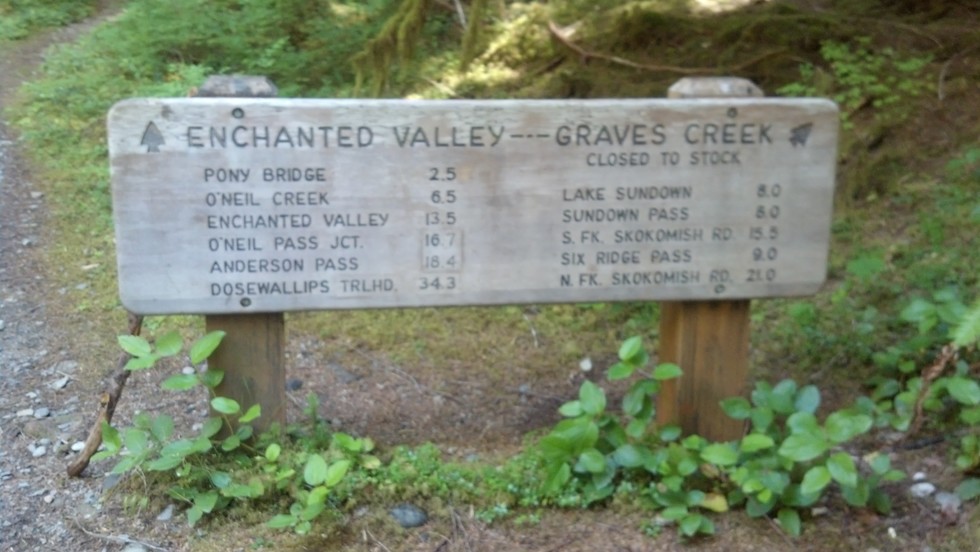 ENCHANTED VALLEY---GRAVES CREEK
CLOSED TO STOCK
PONY BRIDGE 2.5
O'NEIL CREEK 6.5
ENCHANTED VALLEY 13.5
O'NEIL PASS JCT. 16.7
ANDERSON PASS 18.4
DOSEWALLIPS TRLHD. 34.3
LAKE SUNDOWN 8.0
SUNDOWN PASS 8.0
S. FK. SKOKOMISH RD. 15.5
SIX RIDGE PASS 9.0
N. FK. SKOKOMISH RD. 21.0